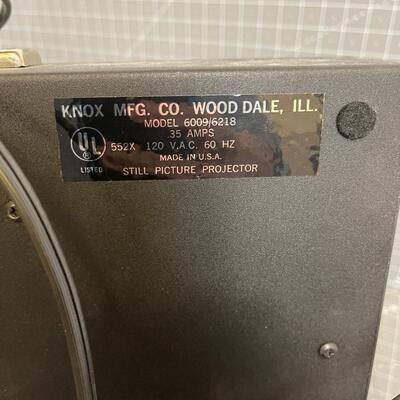 KNOX MFG. CO. WOOD DALE, ILL.
MODEL 6009/6218
.35 AMPS
UL 552X 120 V.A.C. 60 HZ
MADE IN U.S.A.
LISTED STILL PICTURE PROJECTOR